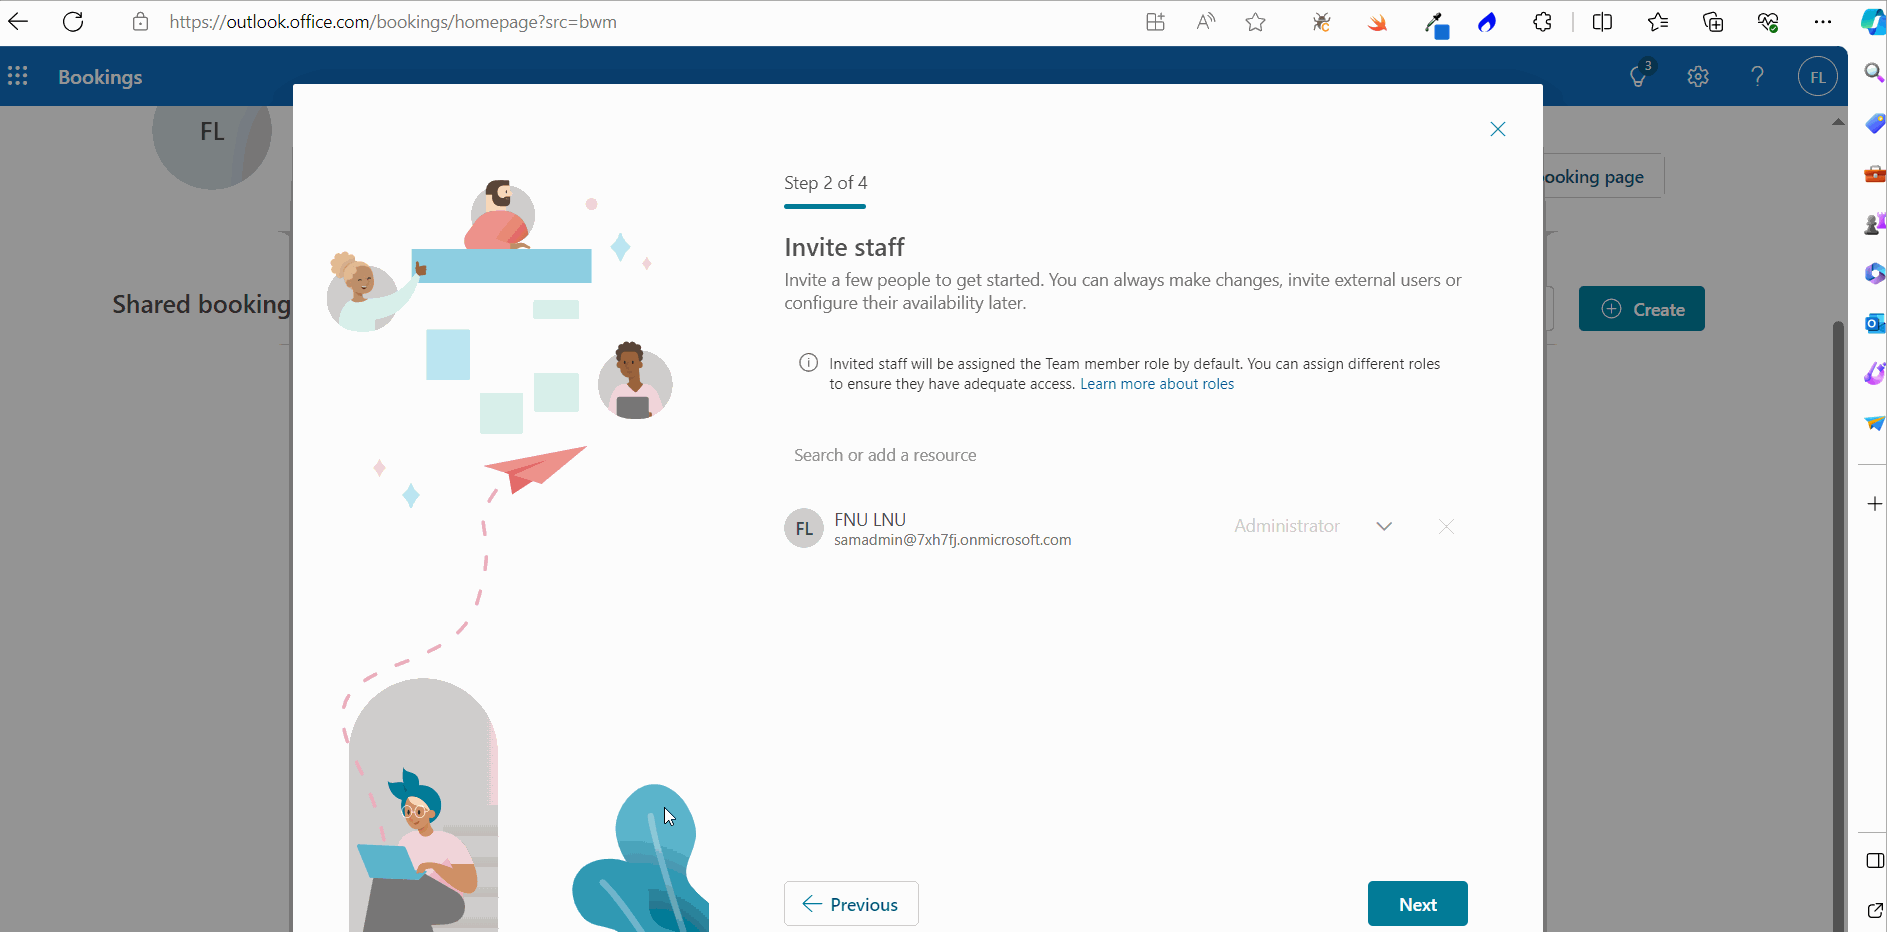 https://outlook.office.com/bookings/homepage?src=bwm
Bookings
3
FL
FL
ooking page
Step 2 of 4
Invite staff
Invite a few people to get started. You can always make changes, invite external users or
configure their availability later.
Shared booking
Create
Invited staff will be assigned the Team member role by default. You can assign different roles
to ensure they have adequate access. Learn more about roles
Search or add a resource
FL
FNU LNU
samadmin@7xh7fj.onmicrosoft.com
Administrator
Previous
Next